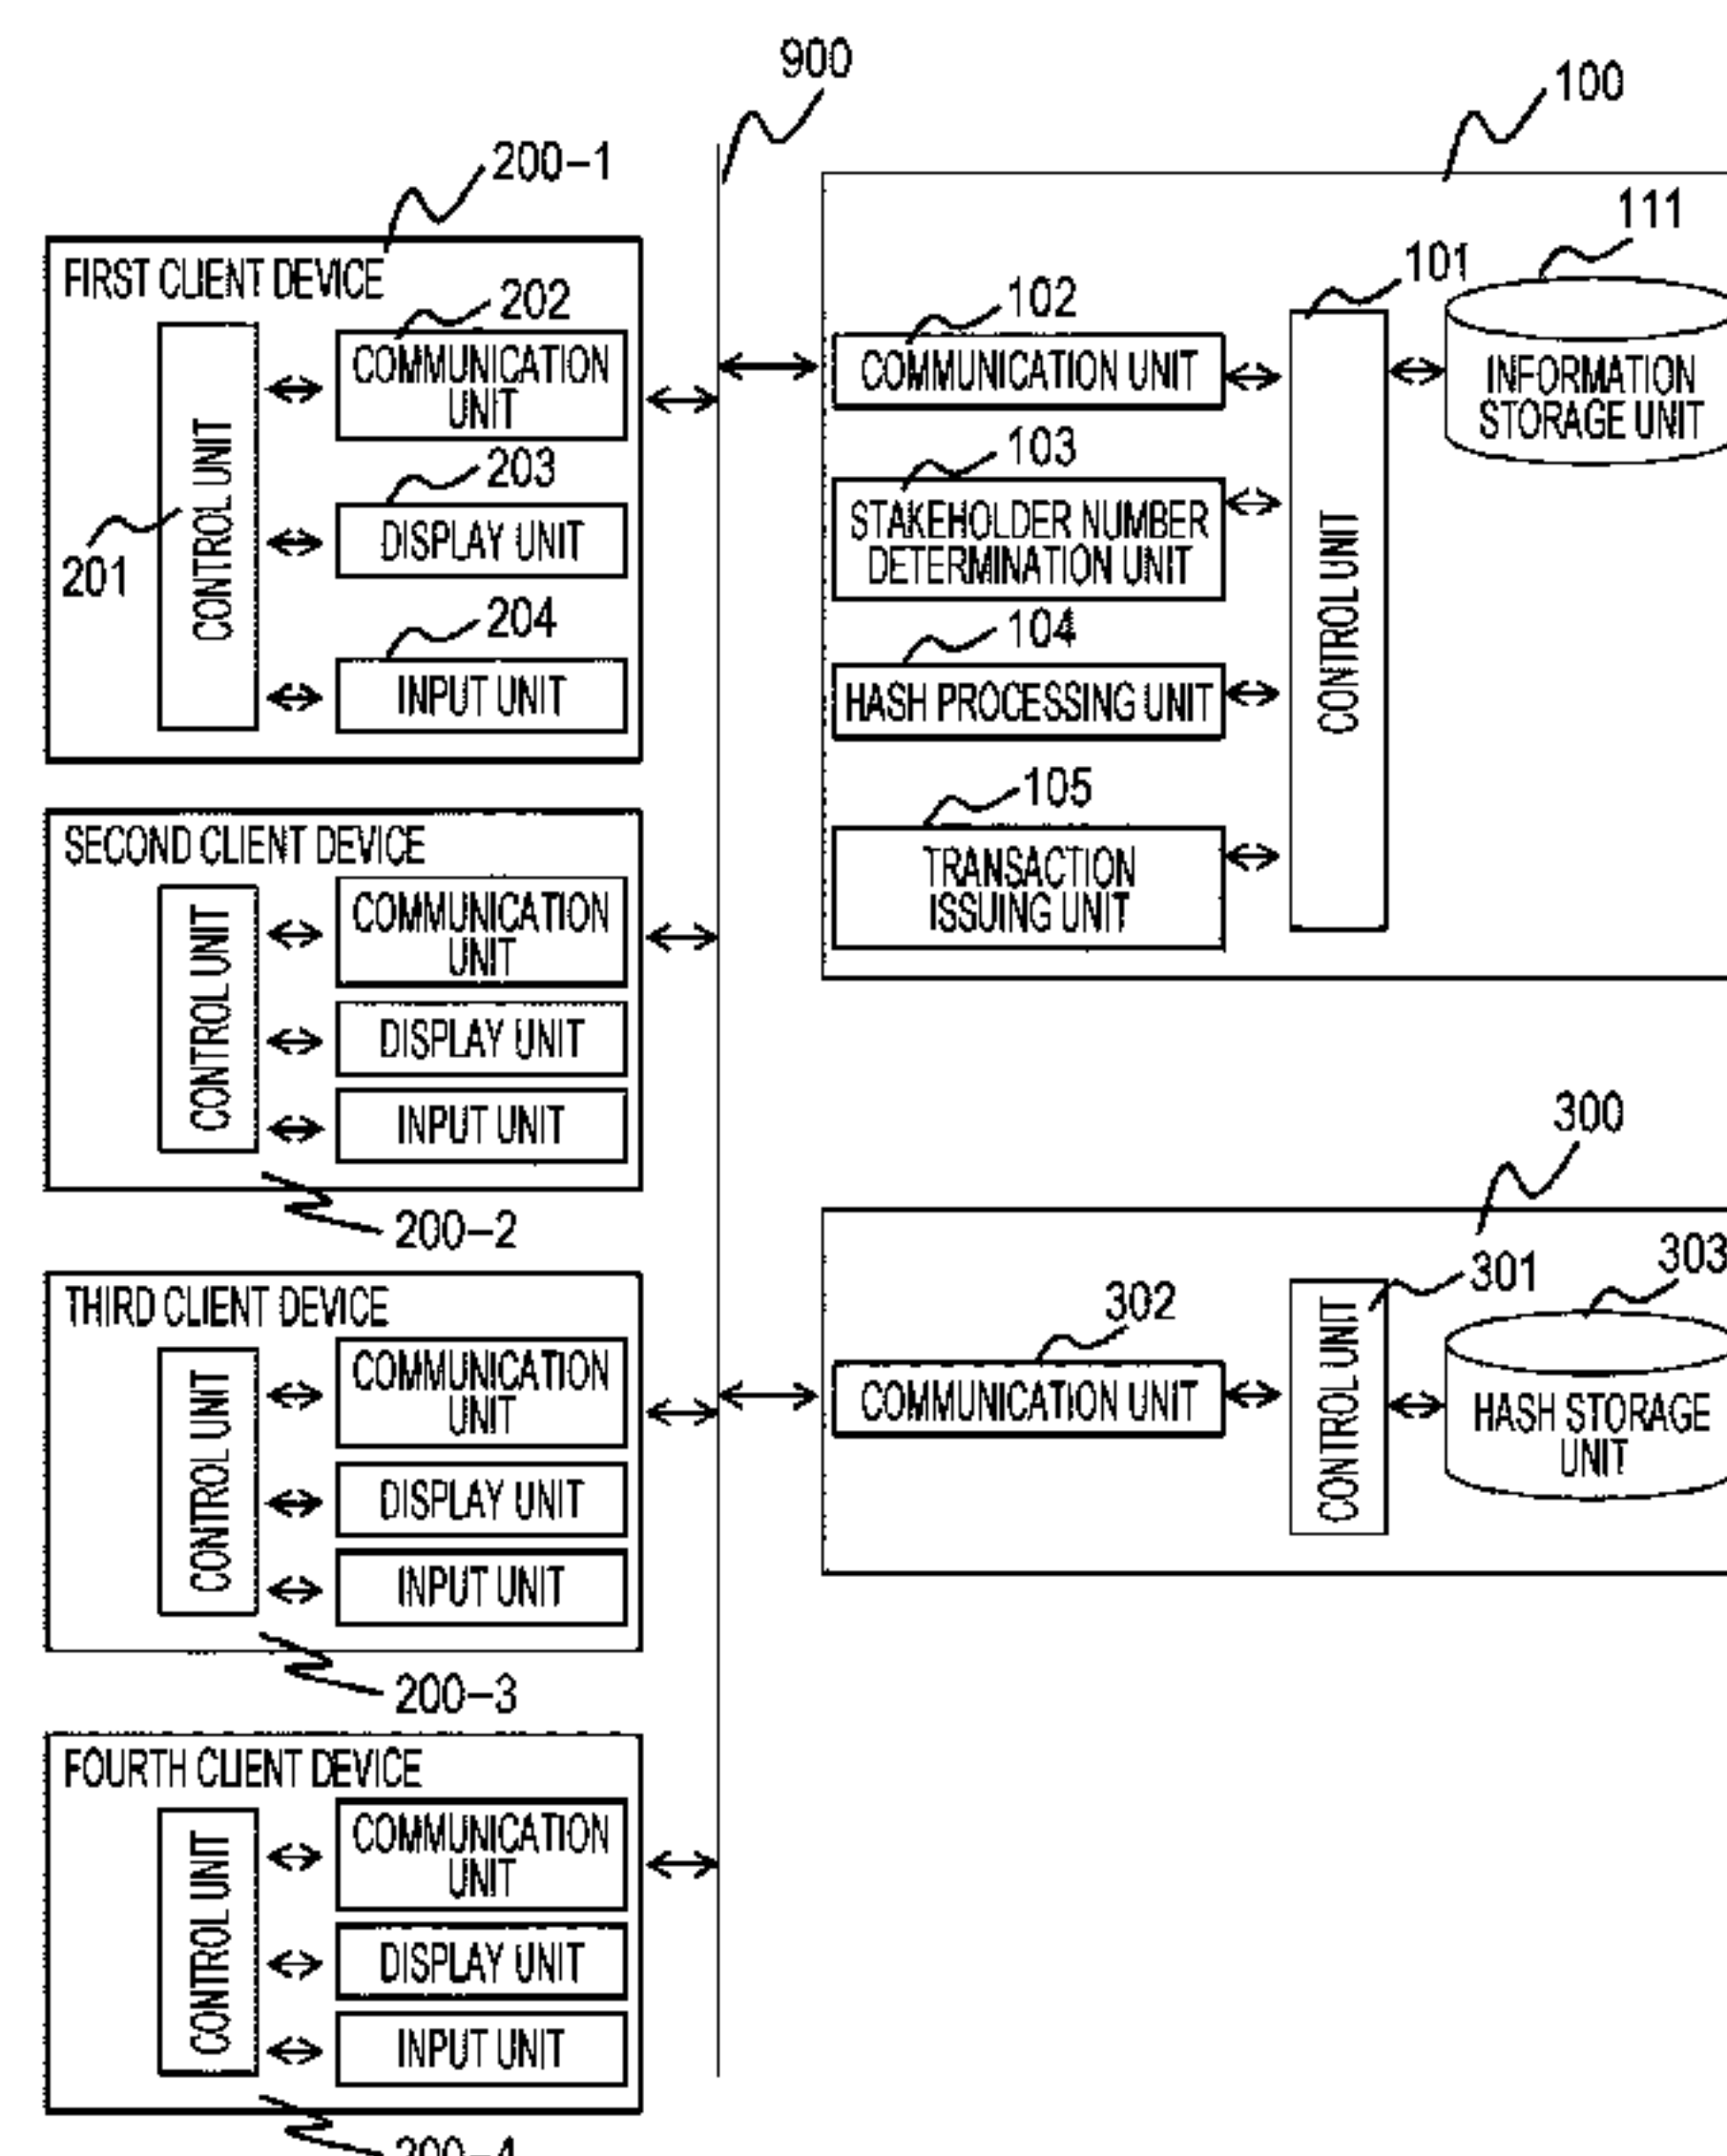 900
100
200-1
111
FIRST CLIENT DEVICE
202
COMMUNICATION
UNIT
203
DISPLAY UNIT
201
CONTROL UNIT
204
INPUT UNIT
102
COMMUNICATION UNIT
101
INFORMATION
STORAGE UNIT
103
STAKEHOLDER NUMBER
DETERMINATION UNIT
CONTROL UNIT
104
HASH PROCESSING UNIT
105
TRANSACTION
ISSUING UNIT
SECOND CLIENT DEVICE
CONTROL UNIT
COMMUNICATION
UNIT
DISPLAY UNIT
INPUT UNIT
200-2
THIRD CLIENT DEVICE
CONTROL UNIT
COMMUNICATION
UNIT
DISPLAY UNIT
INPUT UNIT
200-3
300
301
303
302
COMMUNICATION UNIT
CONTROL UNIT
HASH STORAGE
UNIT
FOURTH CLIENT DEVICE
CONTROL UNIT
COMMUNICATION
UNIT
DISPLAY UNIT
INPUT UNIT
200-4